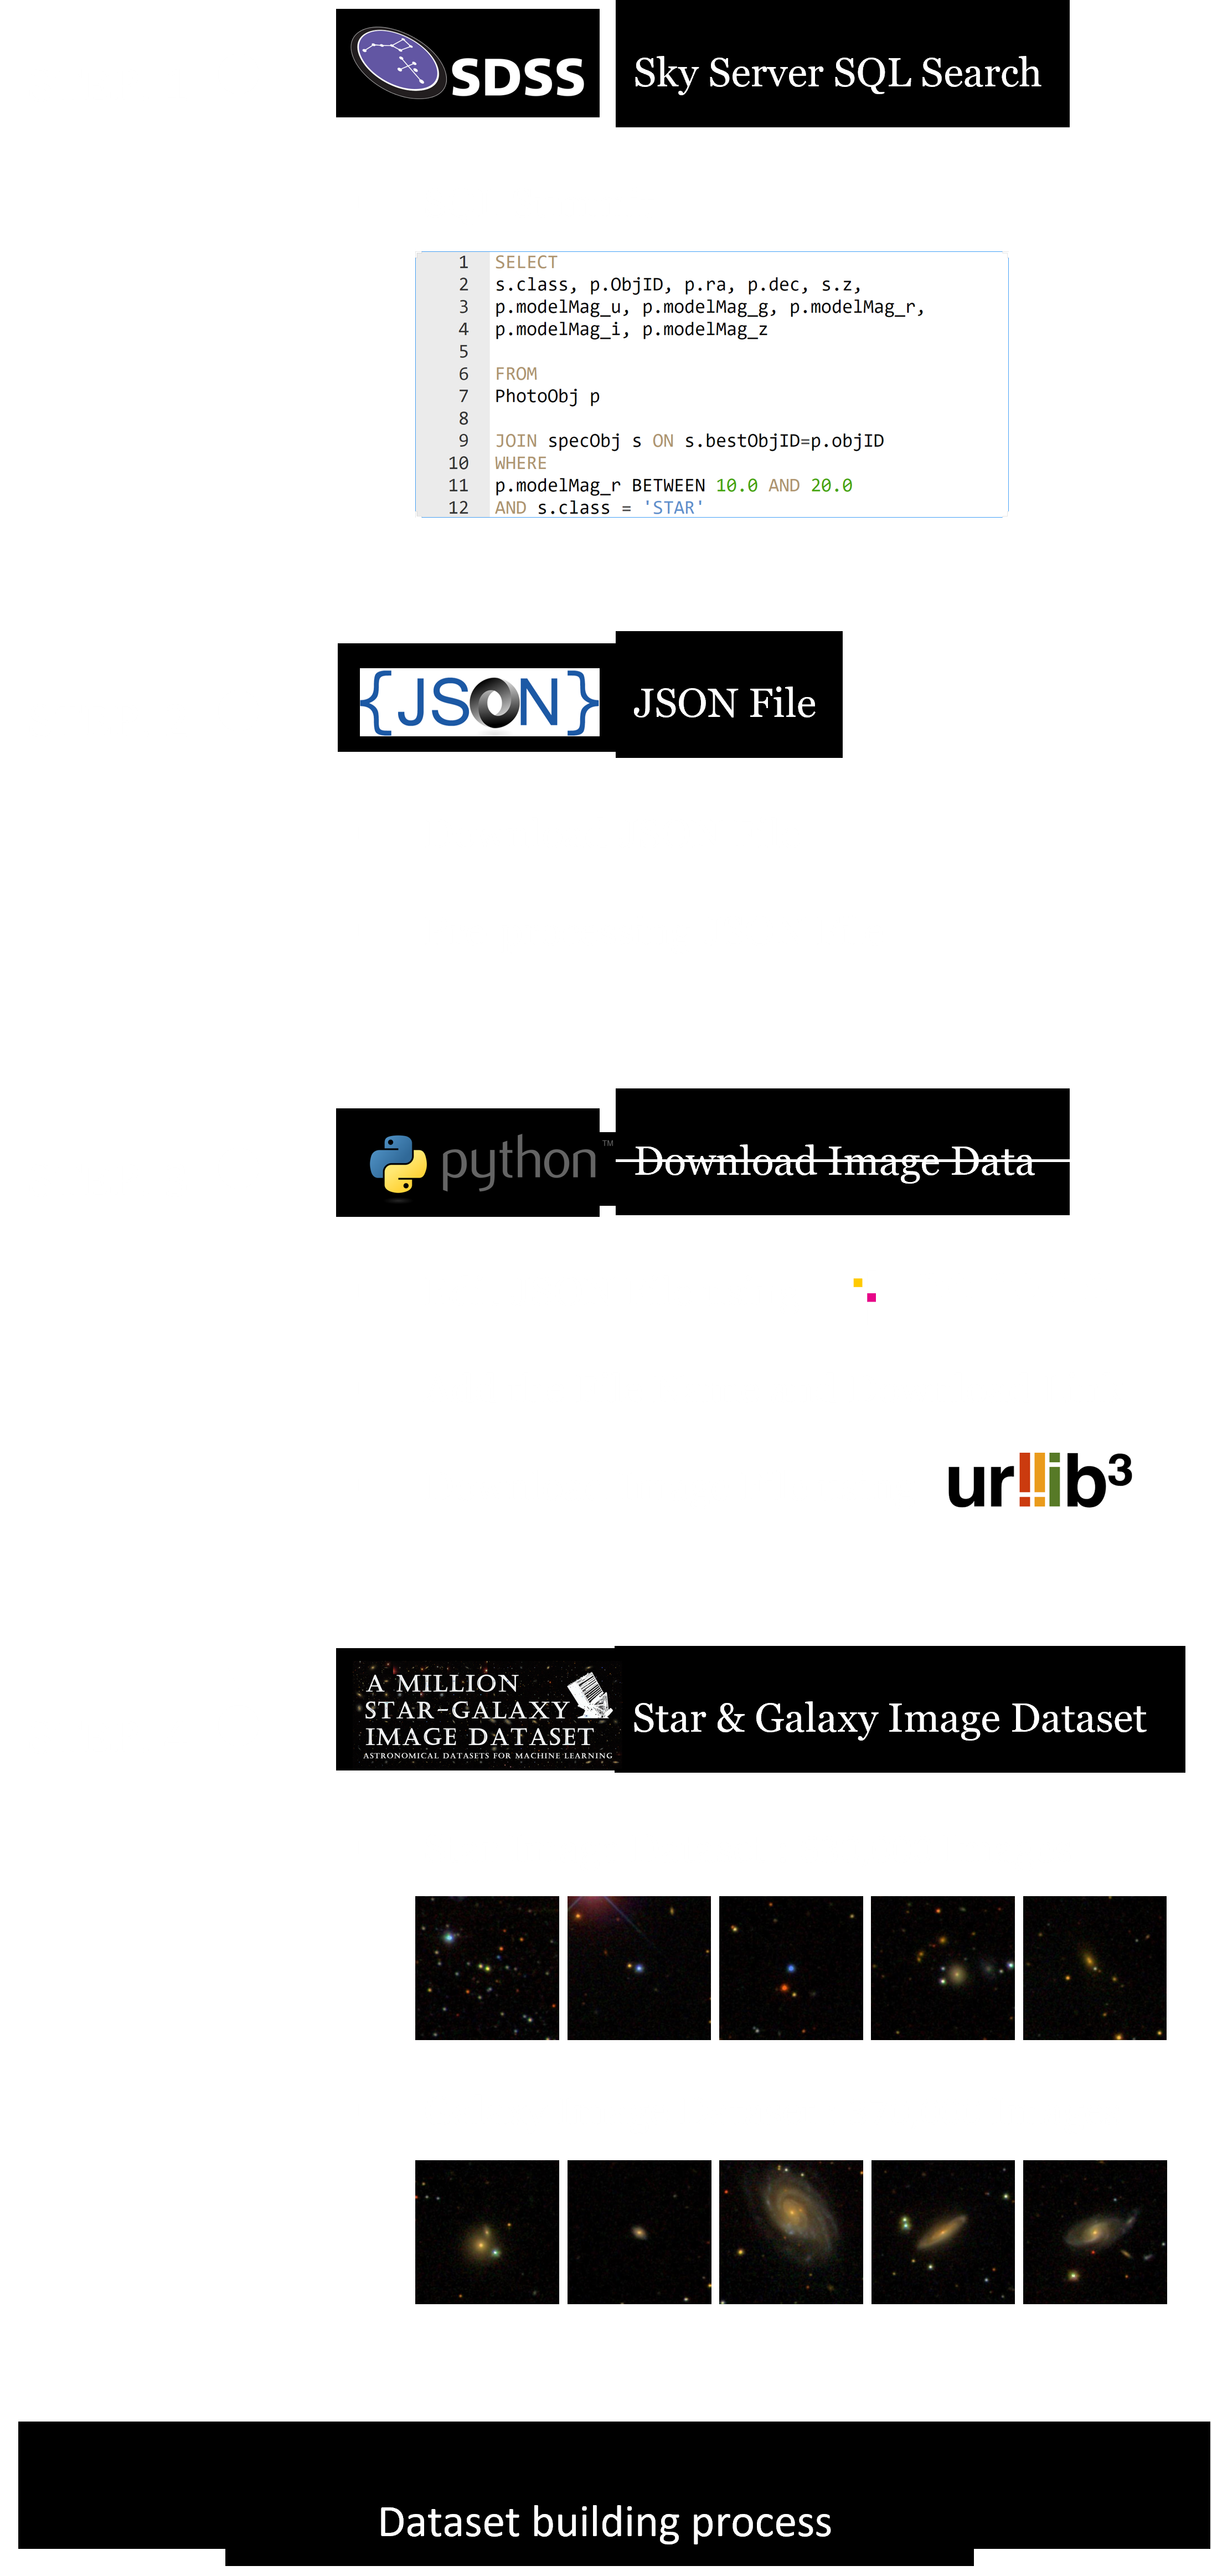 SDSS
Sky Server SQL Search
1 SELECT
2 s.class, p.ObjID, p.ra, p.dec, s.z,
3 p.modelMag_u, p.modelMag_g, p.modelMag_r,
4 p.modelMag_i, p.modelMag_z
5
6 FROM
7 PhotoObj p
8
9 JOIN specObj s ON s.bestObjID=p.objID
10 WHERE
11 p.modelMag_r BETWEEN 10.0 AND 20.0
12 AND s.class = 'STAR'
{JSON}
JSON File
python TM
Download Image Data
urllib3
A MILLION
STAR-GALAXY
IMAGE DATASET
ASTRONOMICAL DATASETS FOR MACHINE LEARNING
Star & Galaxy Image Dataset
Dataset building process